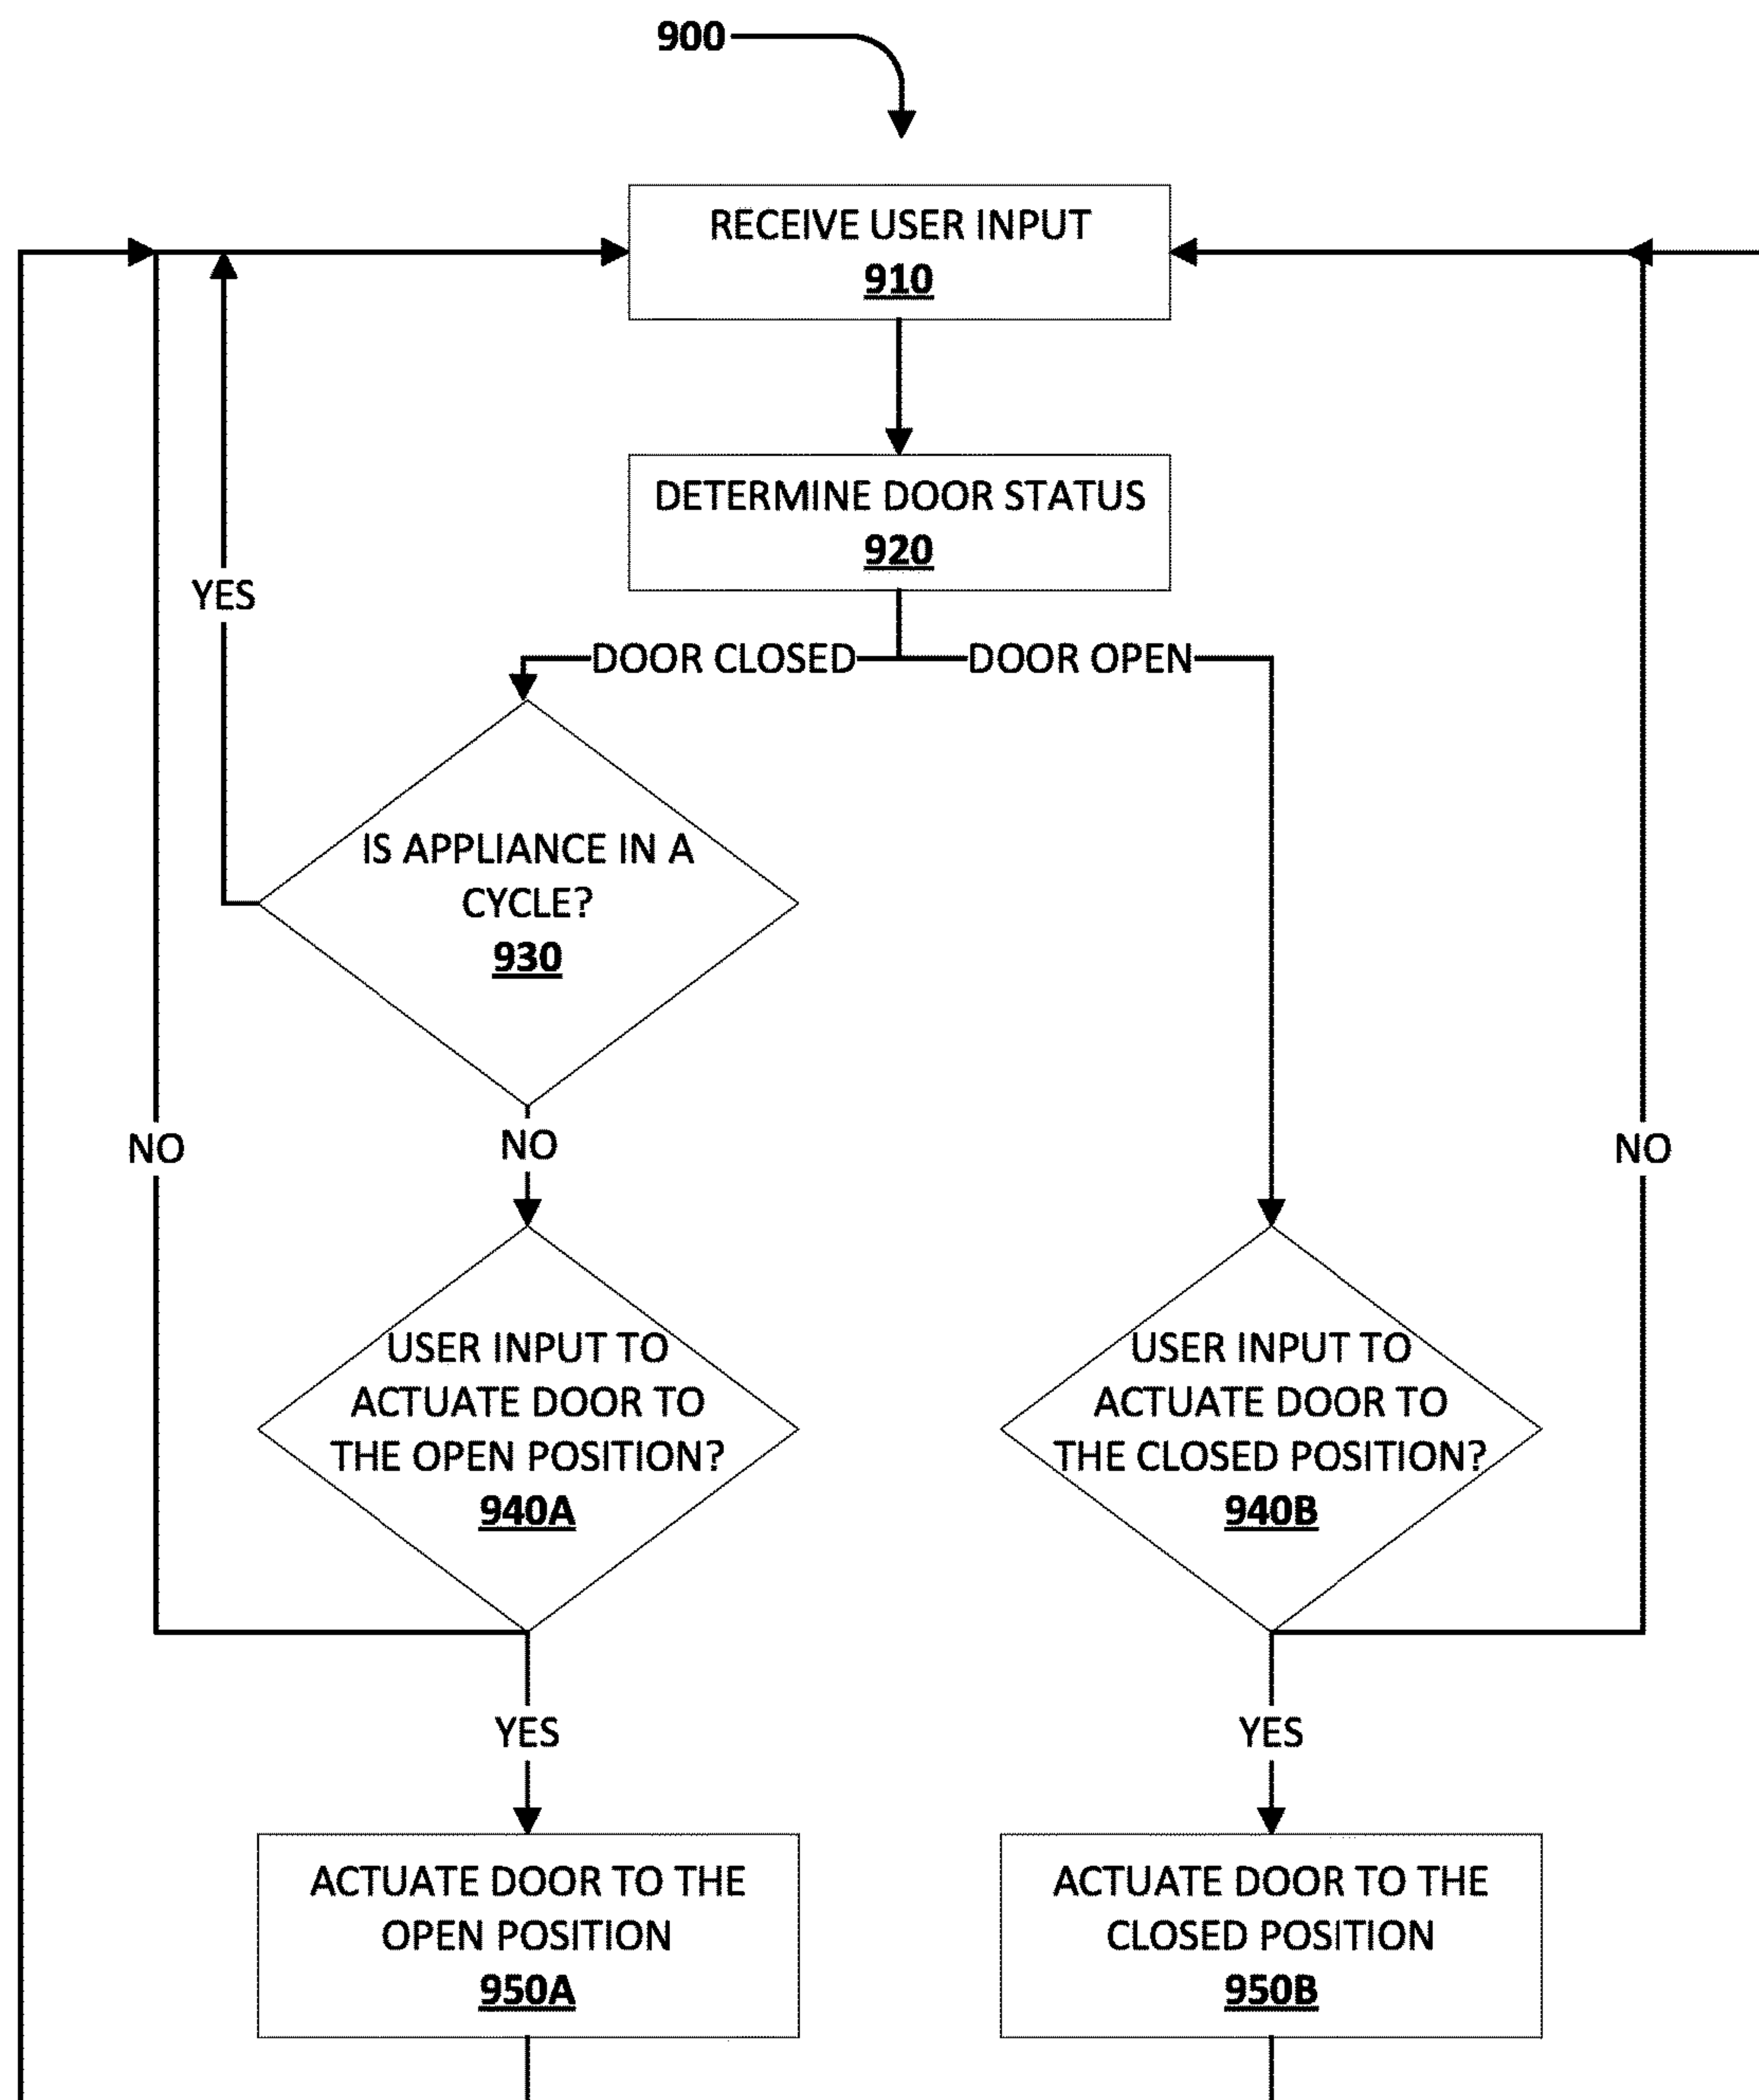 900
RECEIVE USER INPUT
910
DETERMINE DOOR STATUS
920
YES
DOOR CLOSED
DOOR OPEN
IS APPLIANCE IN A
CYCLE?
930
NO
NO
NO
USER INPUT TO
ACTUATE DOOR TO
THE OPEN POSITION?
940A
USER INPUT TO
ACTUATE DOOR TO
THE CLOSED POSITION?
940B
YES
YES
ACTUATE DOOR TO THE
OPEN POSITION
950A
ACTUATE DOOR TO THE
CLOSED POSITION
950B